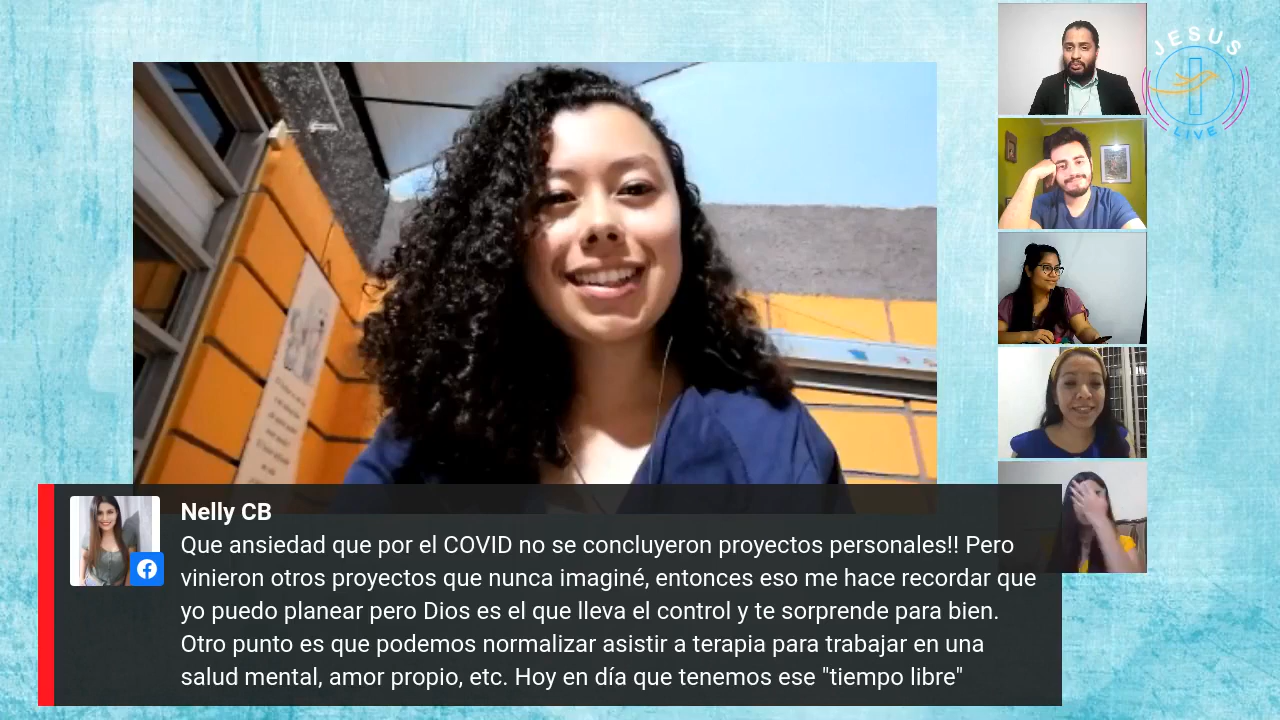 JESUS
LIVE
Nelly CB
Que ansiedad que por el COVID no se concluyeron proyectos personales!! Pero
vinieron otros proyectos que nunca imaginé, entonces eso me hace recordar que
yo puedo planear pero Dios es el que lleva el control y te sorprende para bien.
Otro punto es que podemos normalizar asistir a terapia para trabajar en una
salud mental, amor propio, etc. Hoy en día que tenemos ese "tiempo libre"